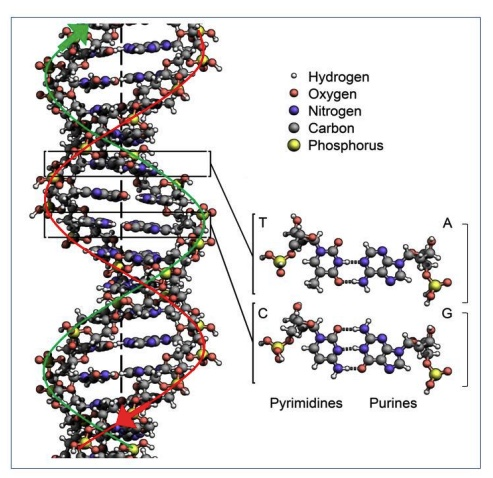 Hydrogen
Oxygen
Nitrogen
Carbon
Phosphorus
T A
C G
Pyrimidines Purines